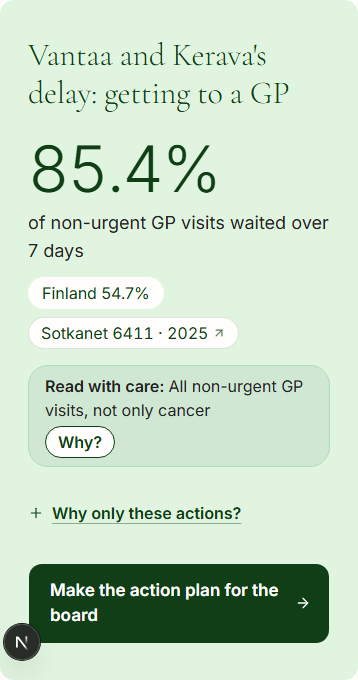 Vantaa and Kerava's
delay: getting to a GP
85.4%
of non-urgent GP visits waited over
7 days
Finland 54.7%
Sotkanet 6411 · 2025 ↗
Read with care: All non-urgent GP
visits, not only cancer
Why?
+ Why only these actions?
Make the action plan for the
board →
N